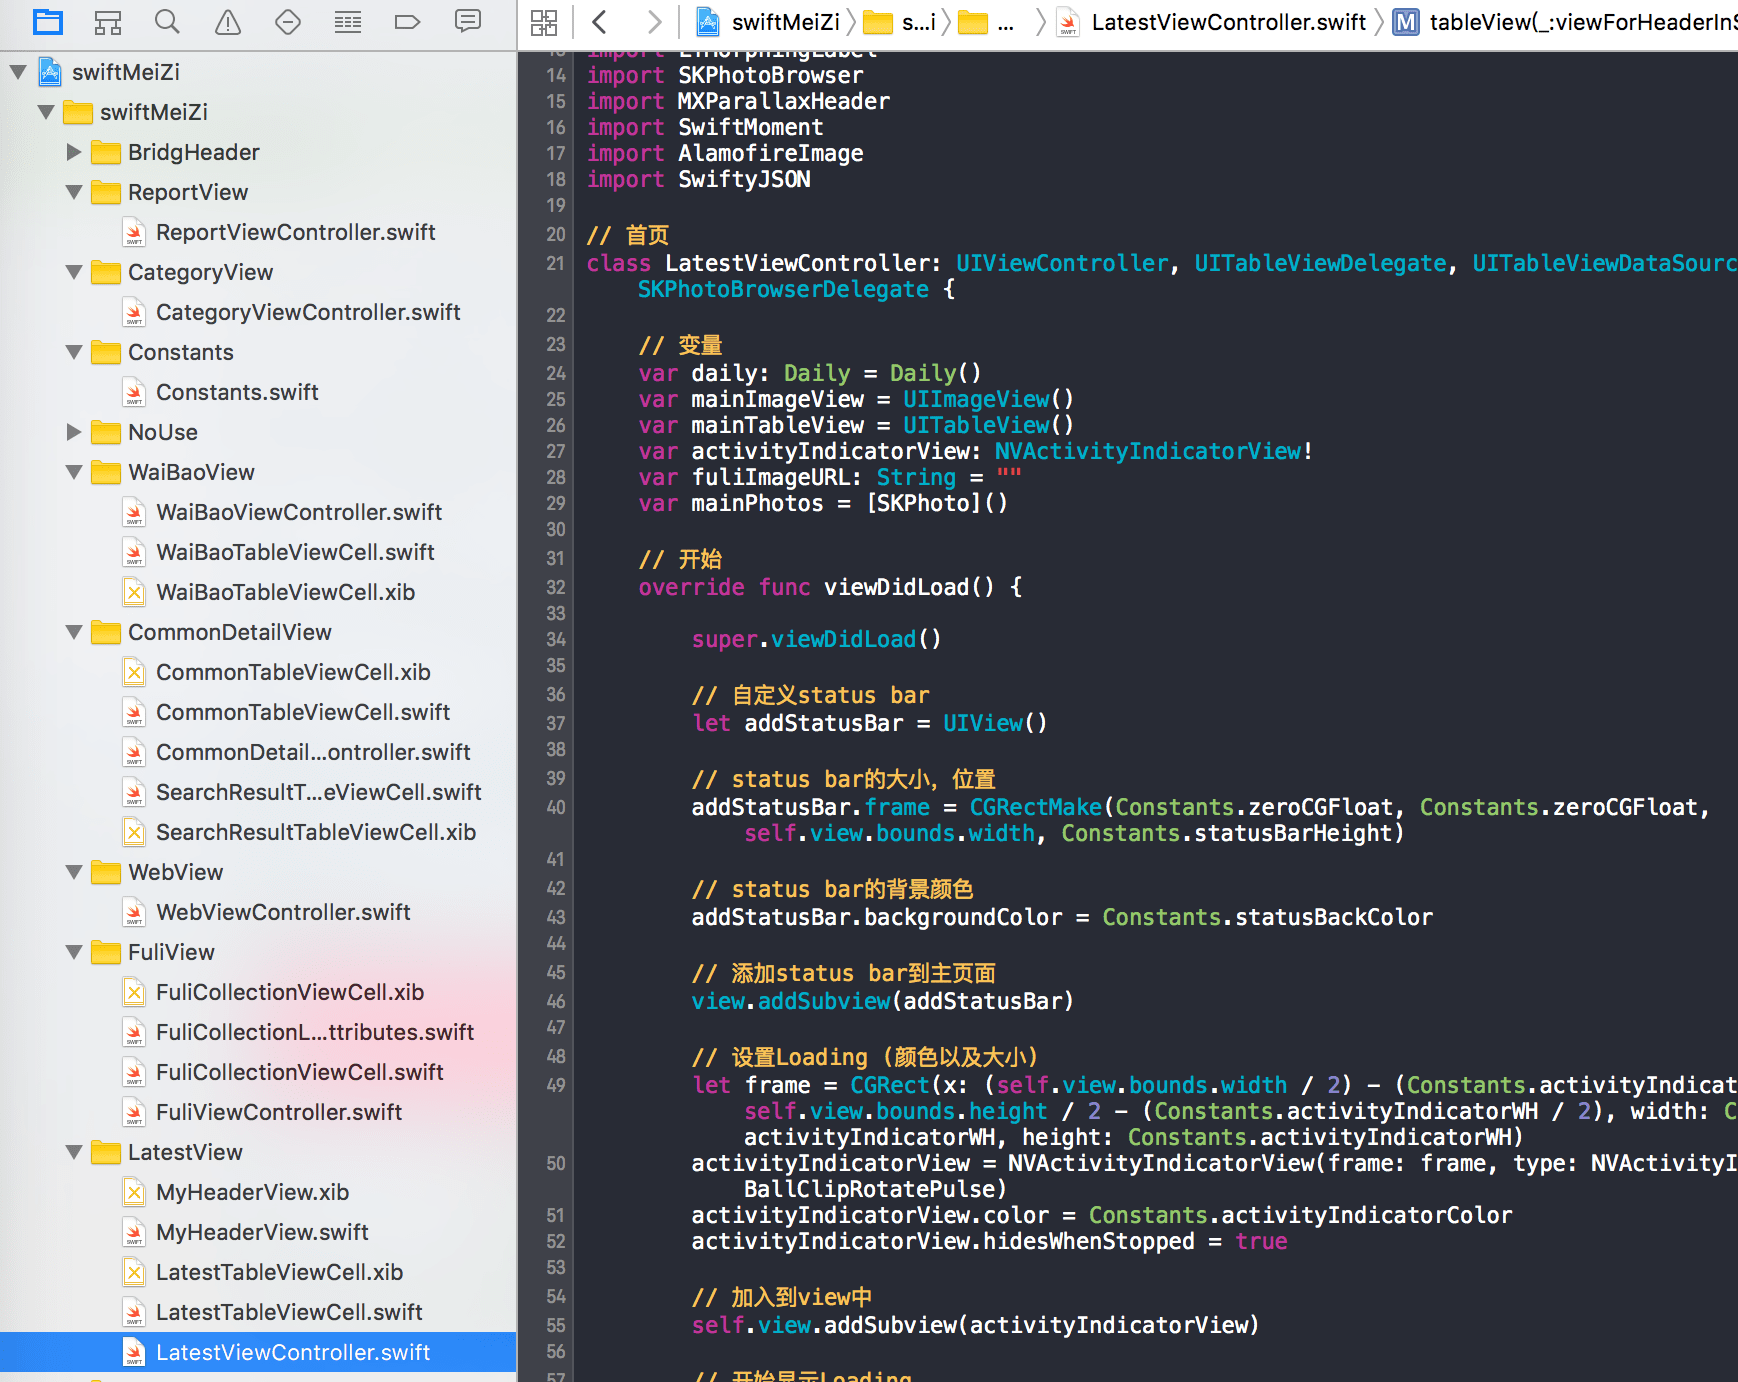 swiftMeiZi
swiftMeiZi
BridgHeader
ReportView
ReportViewController.swift
CategoryView
CategoryViewController.swift
Constants
Constants.swift
NoUse
WaiBaoView
WaiBaoViewController.swift
WaiBaoTableViewCell.swift
WaiBaoTableViewCell.xib
CommonDetailView
CommonTableViewCell.xib
CommonTableViewCell.swift
CommonDetail...ontroller.swift
SearchResultT...eViewCell.swift
SearchResultTableViewCell.xib
WebView
WebViewController.swift
FuliView
FuliCollectionViewCell.xib
FuliCollectionL...ttributes.swift
FuliCollectionViewCell.swift
FuliViewController.swift
LatestView
MyHeaderView.xib
MyHeaderView.swift
LatestTableViewCell.xib
LatestTableViewCell.swift
LatestViewController.swift
swiftMeiZi s...i ... LatestViewController.swift M tableView(_:viewForHeaderInS
import LTMorphingLabel
14 import SKPhotoBrowser
15 import MXParallaxHeader
16 import SwiftMoment
17 import AlamofireImage
18 import SwiftyJSON
19
20 // 首页
21 class LatestViewController: UIViewController, UITableViewDelegate, UITableViewDataSourc
SKPhotoBrowserDelegate {
22
23 // 变量
24 var daily: Daily = Daily()
25 var mainImageView = UIImageView()
26 var mainTableView = UITableView()
27 var activityIndicatorView: NVActivityIndicatorView!
28 var fuliImageURL: String = ""
29 var mainPhotos = [SKPhoto]()
30
31 // 开始
32 override func viewDidLoad() {
33
34 super.viewDidLoad()
35
36 // 自定义status bar
37 let addStatusBar = UIView()
38
39 // status bar的大小，位置
40 addStatusBar.frame = CGRectMake(Constants.zeroCGFloat, Constants.zeroCGFloat,
self.view.bounds.width, Constants.statusBarHeight)
41
42 // status bar的背景颜色
43 addStatusBar.backgroundColor = Constants.statusBackColor
44
45 // 添加status bar到主页面
46 view.addSubview(addStatusBar)
47
48 // 设置Loading（颜色以及大小）
49 let frame = CGRect(x: (self.view.bounds.width / 2) - (Constants.activityIndicat
self.view.bounds.height / 2 - (Constants.activityIndicatorWH / 2), width: C
activityIndicatorWH, height: Constants.activityIndicatorWH)
50 activityIndicatorView = NVActivityIndicatorView(frame: frame, type: NVActivityI
BallClipRotatePulse)
51 activityIndicatorView.color = Constants.activityIndicatorColor
52 activityIndicatorView.hidesWhenStopped = true
53
54 // 加入到view中
55 self.view.addSubview(activityIndicatorView)
56
57 // 开始显示Loading